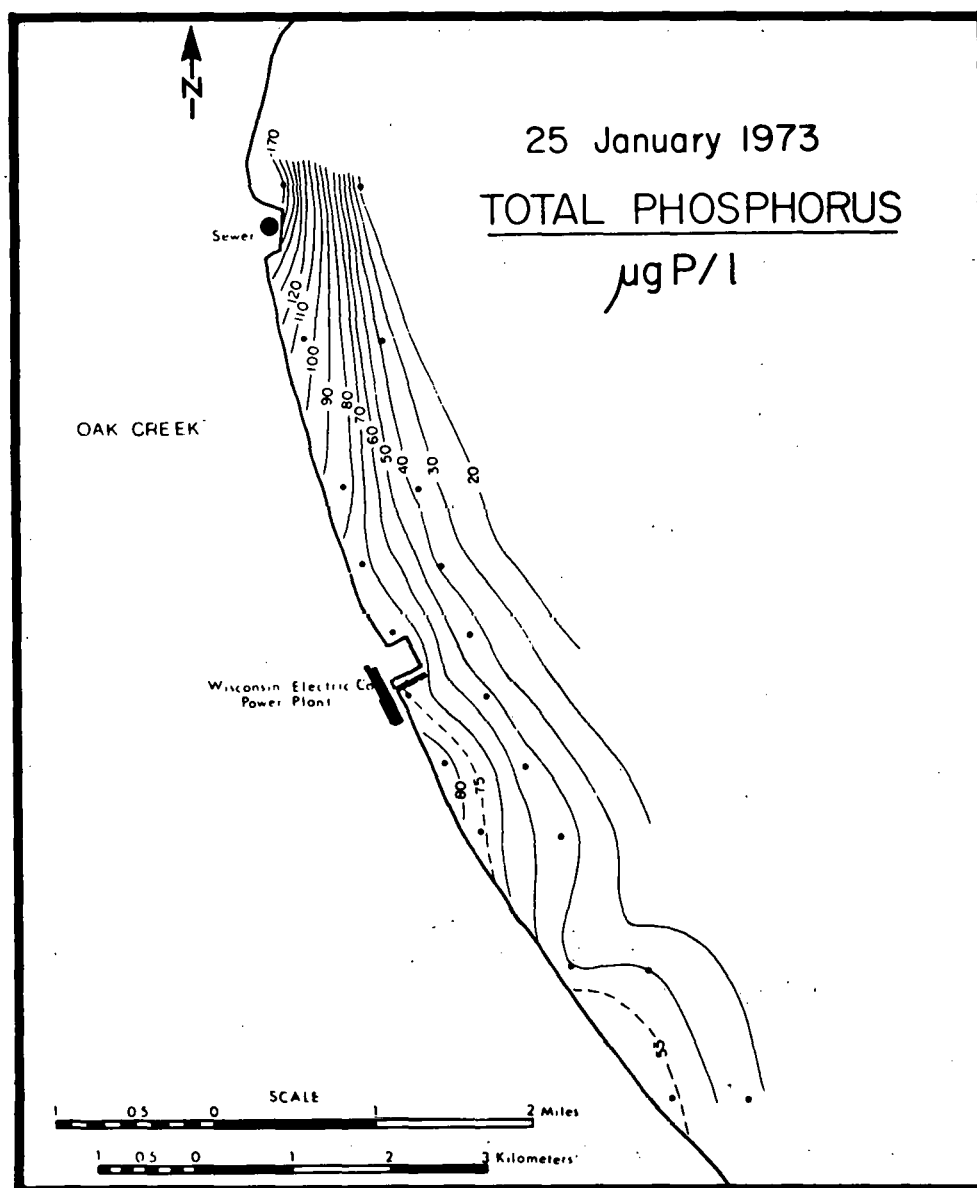 N
25 January 1973
TOTAL PHOSPHORUS
µg P/l
-170
Sewer
120
110
100
90
80
70
60
50
40
30
20
OAK CREEK
Wisconsin Electric Co
Power Plant
80
75
55
SCALE
1 0.5 0 1 2 Miles
1 0.5 0 1 2 3 Kilometers